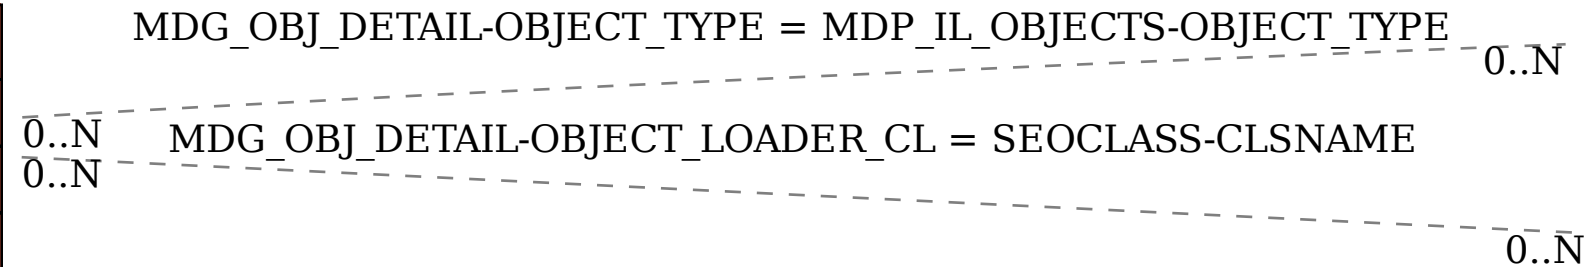 MDG_OBJ_DETAIL-OBJECT_TYPE = MDP_IL_OBJECTS-OBJECT_TYPE
0..N
0..N
MDG_OBJ_DETAIL-OBJECT_LOADER_CL = SEOCLASS-CLSNAME
0..N
0..N